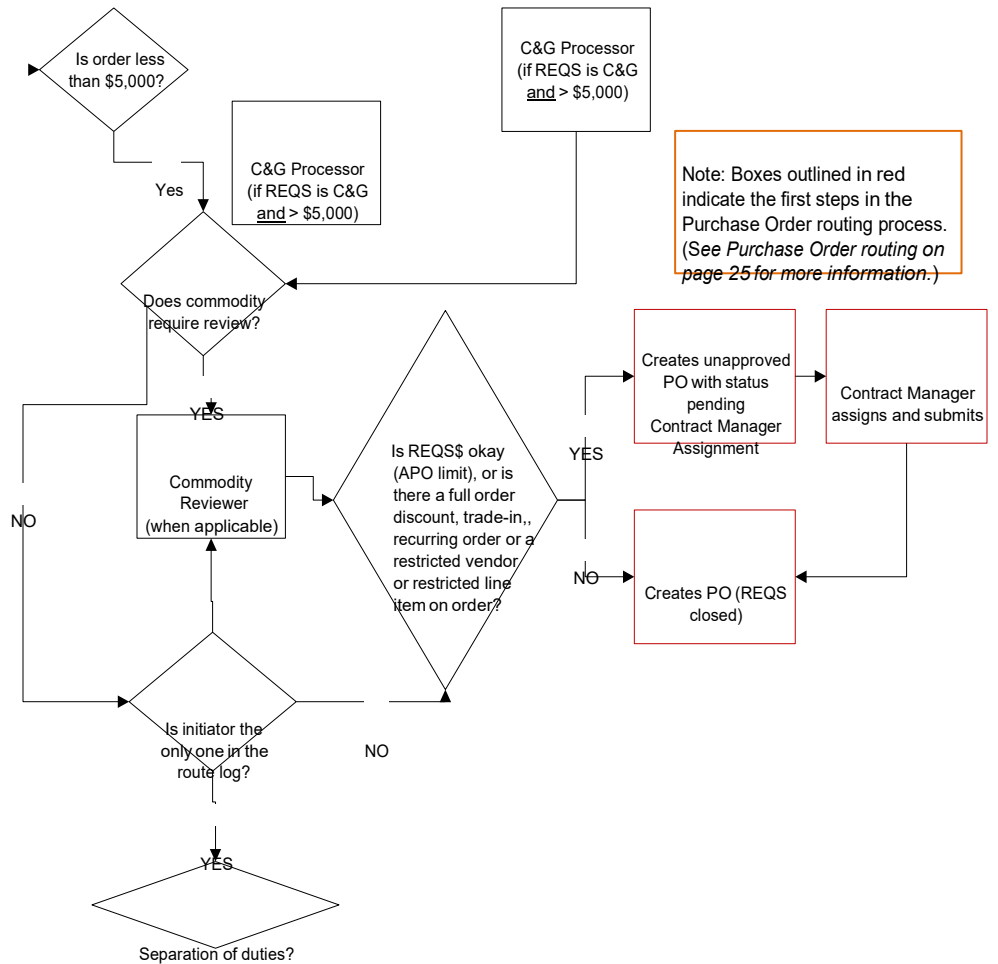 Is order less
than $5,000?
C&G Processor
(if REQS is C&G
and > $5,000)
C&G Processor
(if REQS is C&G
and > $5,000)
Yes
Note: Boxes outlined in red
indicate the first steps in the
Purchase Order routing process.
(See Purchase Order routing on
page 25 for more information.)
Does commodity
require review?
YES
Commodity
Reviewer
(when applicable)
NO
Is REQS$ okay
(APO limit), or is
there a full order
discount, trade-in,,
recurring order or a
restricted vendor
or restricted line
item on order?
YES
NO
Creates unapproved
PO with status
pending
Contract Manager
Assignment
Contract Manager
assigns and submits
Creates PO (REQS
closed)
Is initiator the
only one in the
route log?
NO
YES
Separation of duties?